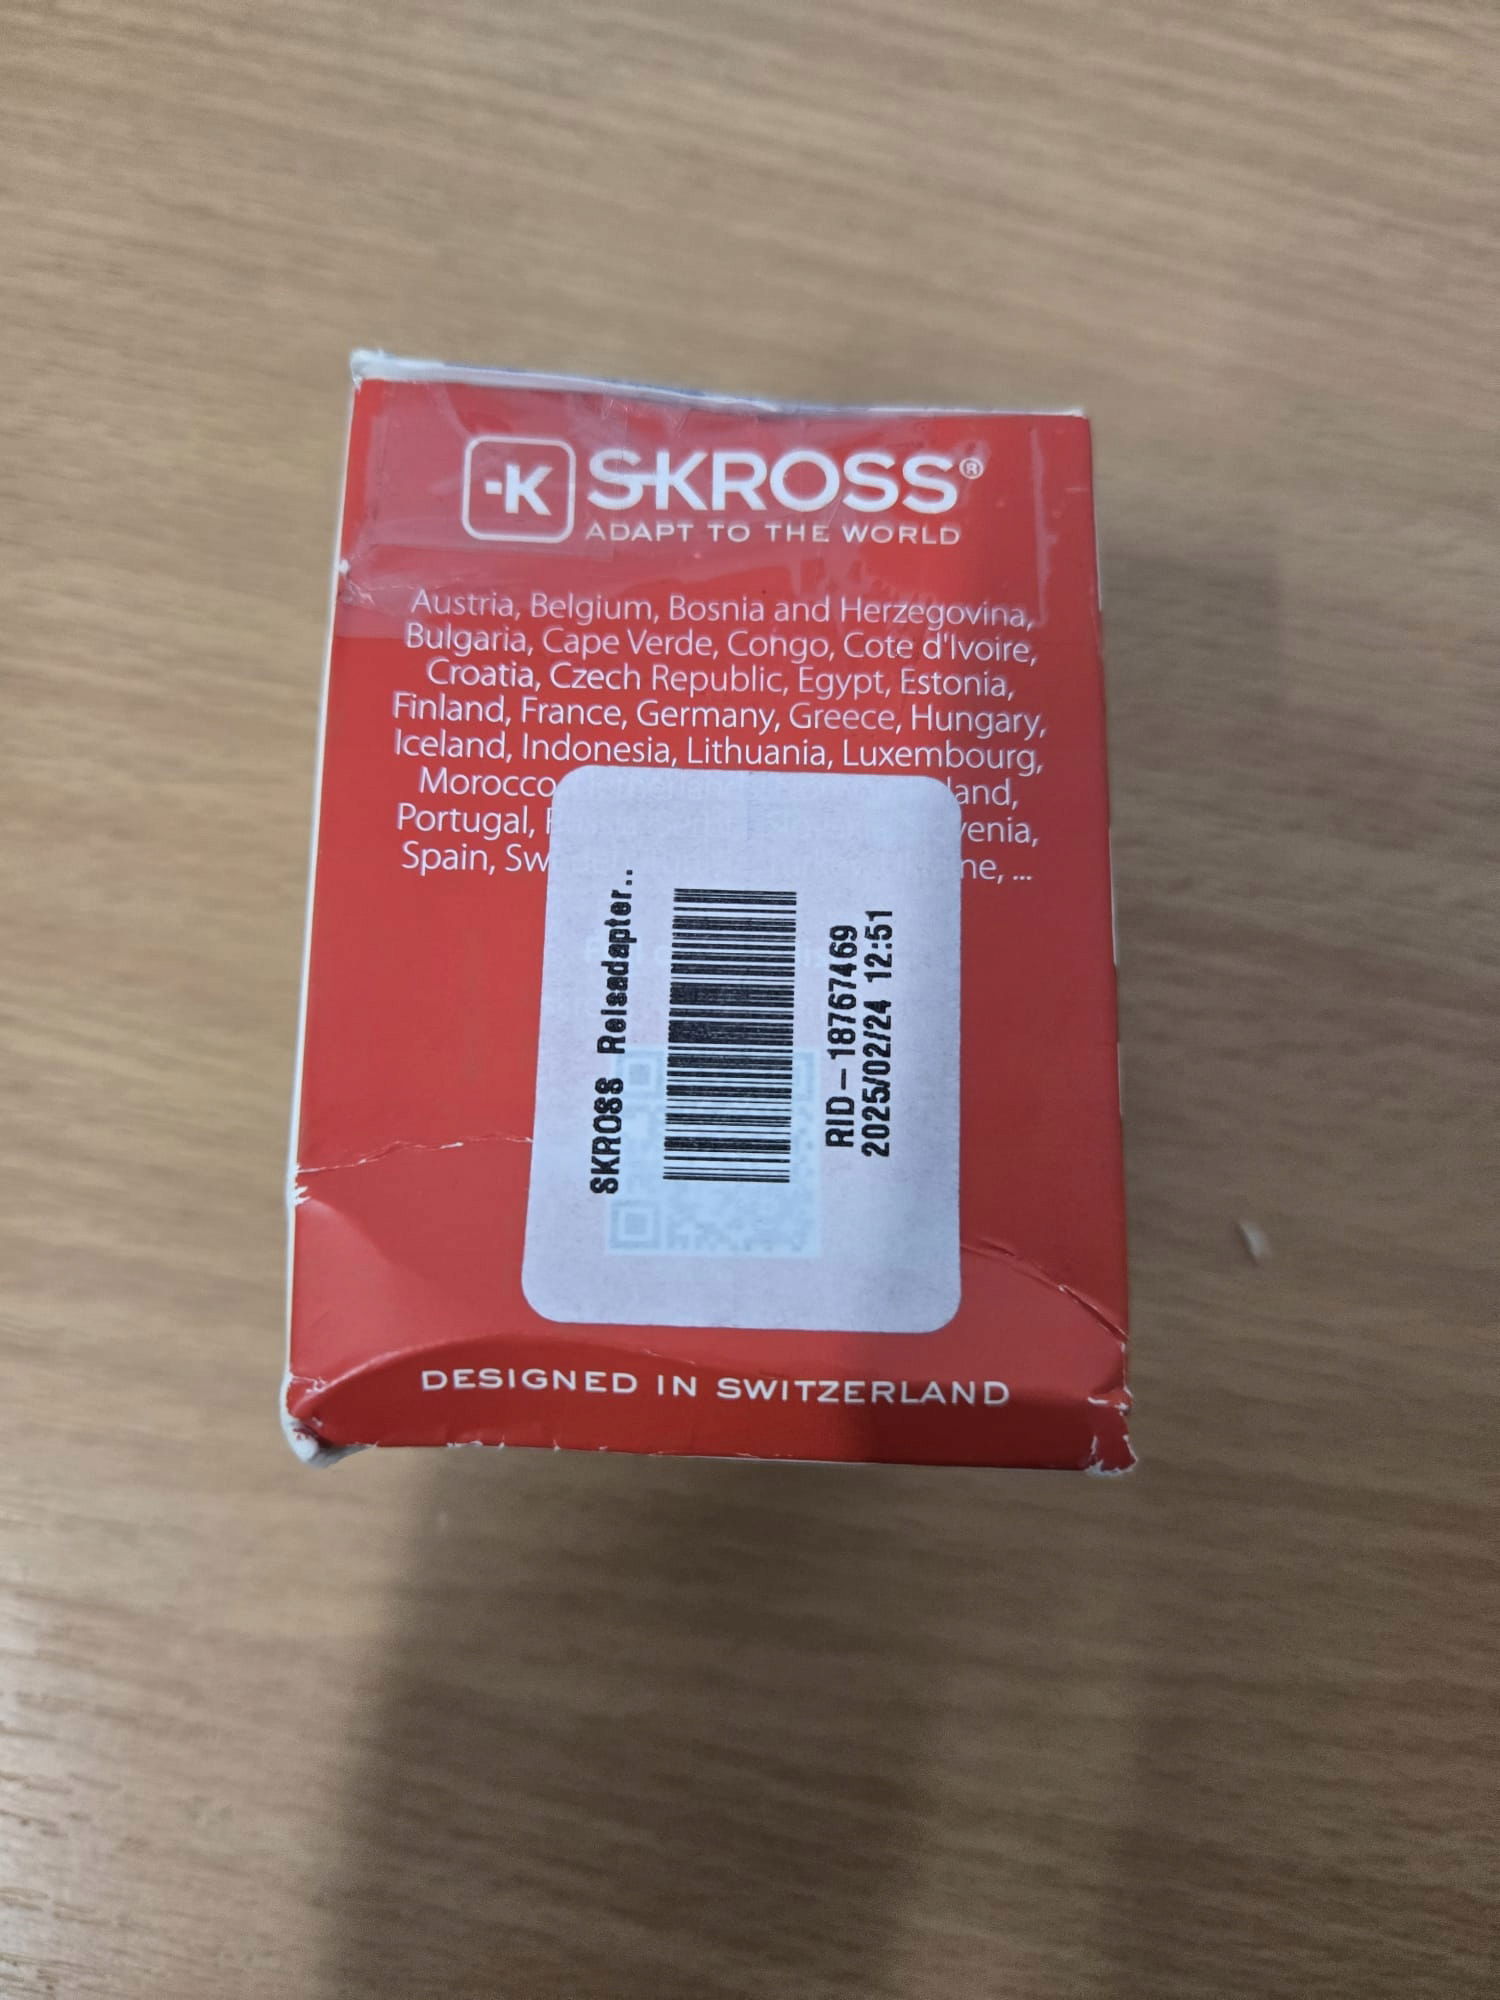 -K SKROSS®
ADAPT TO THE WORLD
Austria, Belgium, Bosnia and Herzegovina,
Bulgaria, Cape Verde, Congo, Cote d'Ivoire,
Croatia, Czech Republic, Egypt, Estonia,
Finland, France, Germany, Greece, Hungary,
Iceland, Indonesia, Lithuania, Luxembourg,
Morocco
Portugal,
Spain,
SKROSS Reisadapter..
RID-18767469
2025/02/24 12:51
DESIGNED IN SWITZERLAND